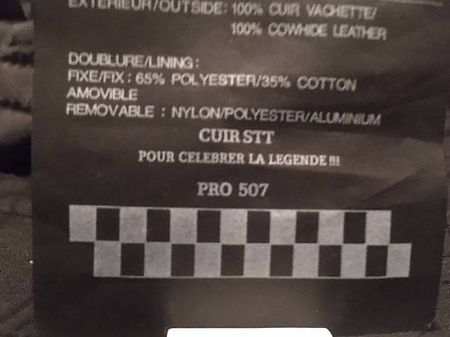 EXTERIEUR/OUTSIDE: 100% CUIR VACHETTE/
100% COWHIDE LEATHER
DOUBLURE/LINING:
FIXE/FIX: 65% POLYESTER/35% COTTON
AMOVIBLE
REMOVABLE : NYLON/POLYESTER/ALUMINIUM
CUIR STT
POUR CELEBRER LA LEGENDE!!!
PRO 507